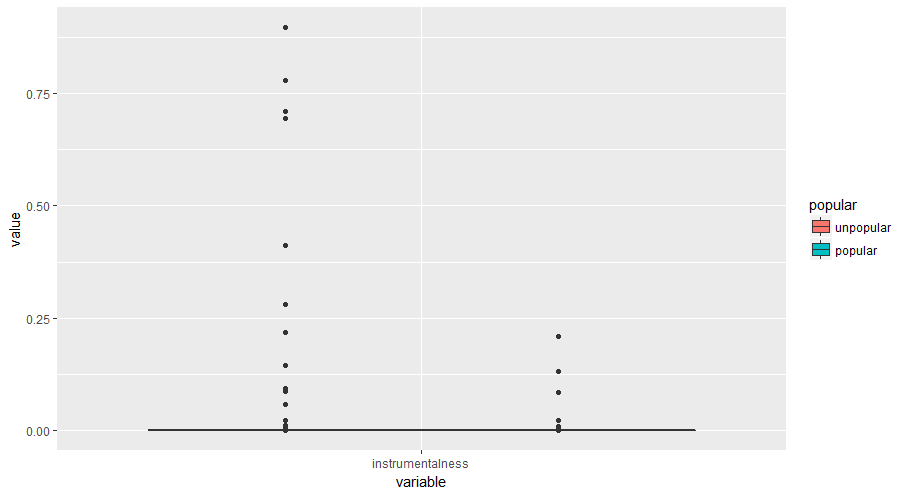 0.75
0.50
0.25
0.00
value
instrumentalness
variable
popular
unpopular
popular